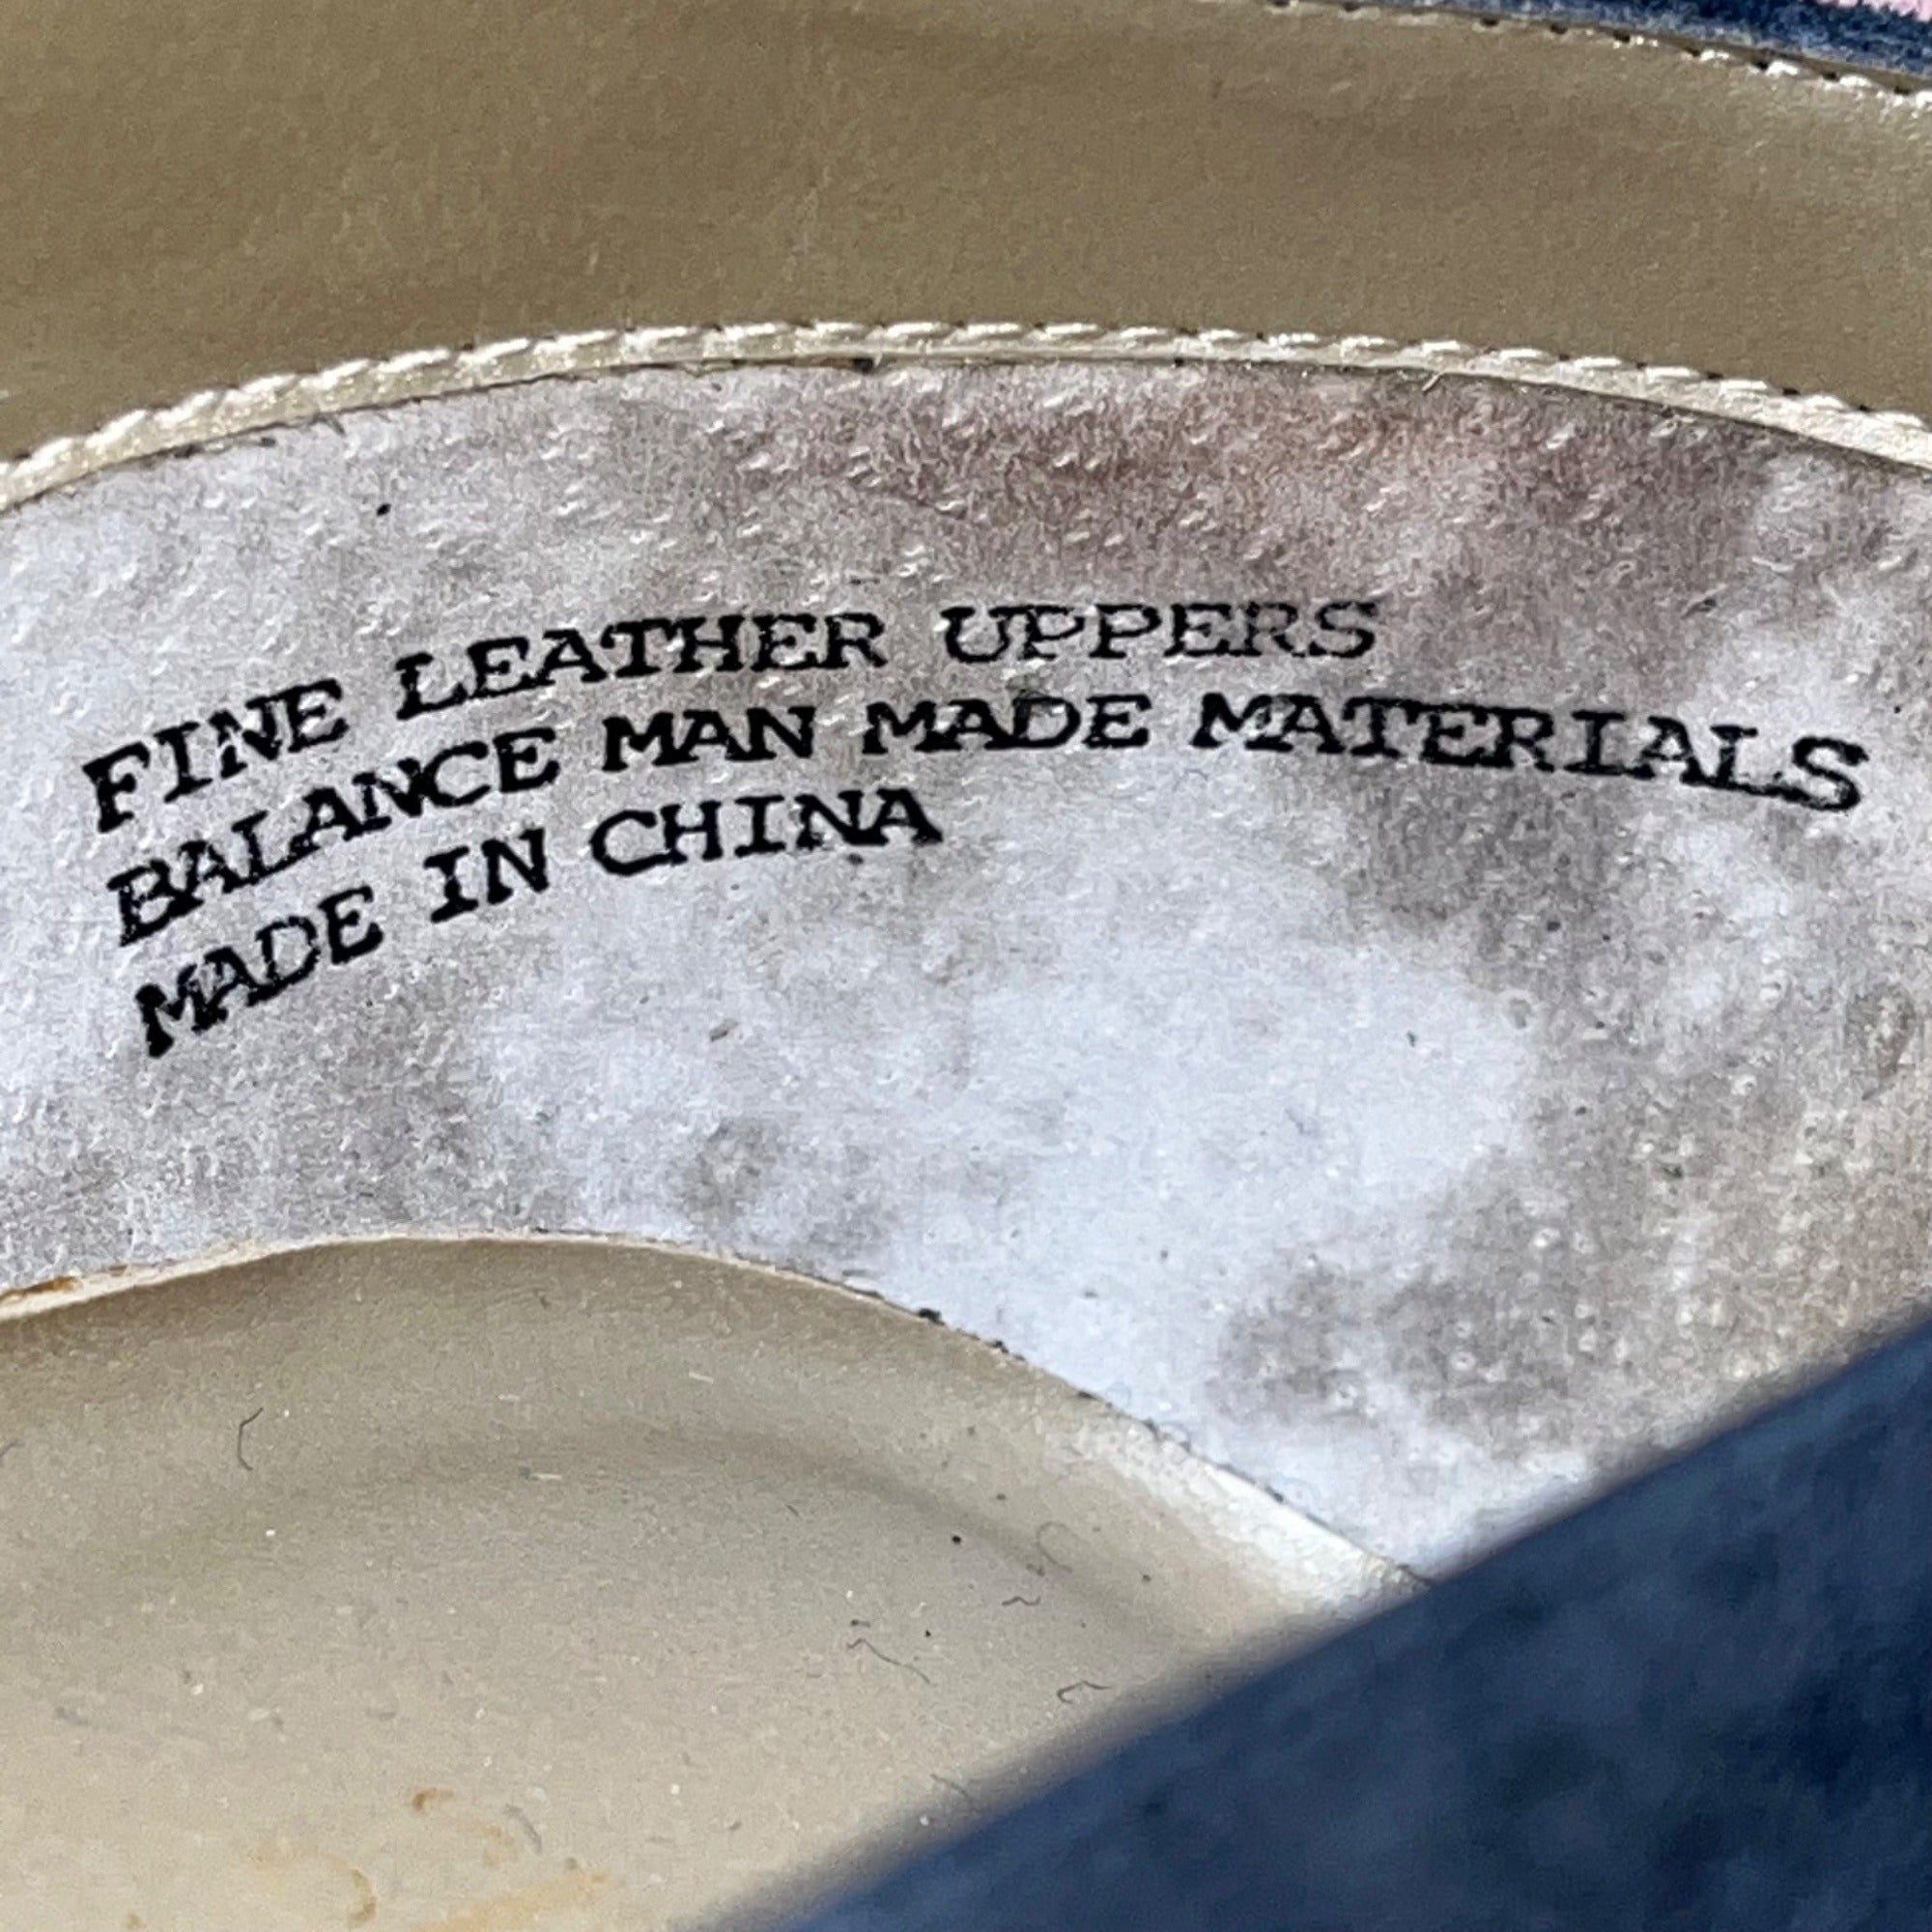 FINE LEATHER UPPERS
BALANCE MAN MADE MATERIALS
MADE IN CHINA